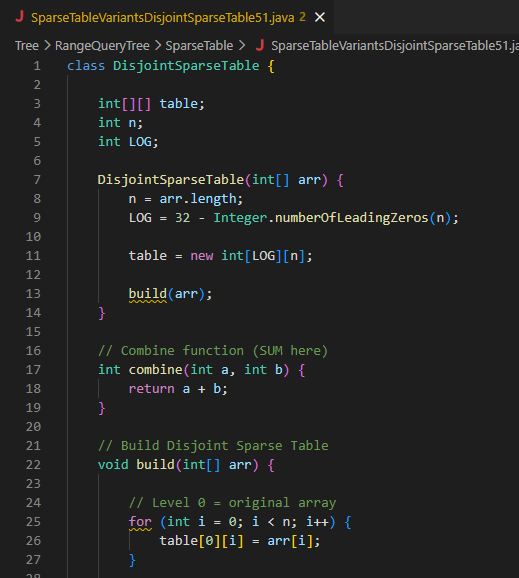 J SparseTableVariantsDisjointSparseTable51.java 2 ×
Tree > RangeQueryTree > SparseTable > J SparseTableVariantsDisjointSparseTable51.ja
1 class DisjointSparseTable {
2
3     int[][] table;
4     int n;
5     int LOG;
6
7     DisjointSparseTable(int[] arr) {
8         n = arr.length;
9         LOG = 32 - Integer.numberOfLeadingZeros(n);
10
11         table = new int[LOG][n];
12
13         build(arr);
14     }
15
16     // Combine function (SUM here)
17     int combine(int a, int b) {
18         return a + b;
19     }
20
21     // Build Disjoint Sparse Table
22     void build(int[] arr) {
23
24         // Level 0 = original array
25         for (int i = 0; i < n; i++) {
26             table[0][i] = arr[i];
27         }
28